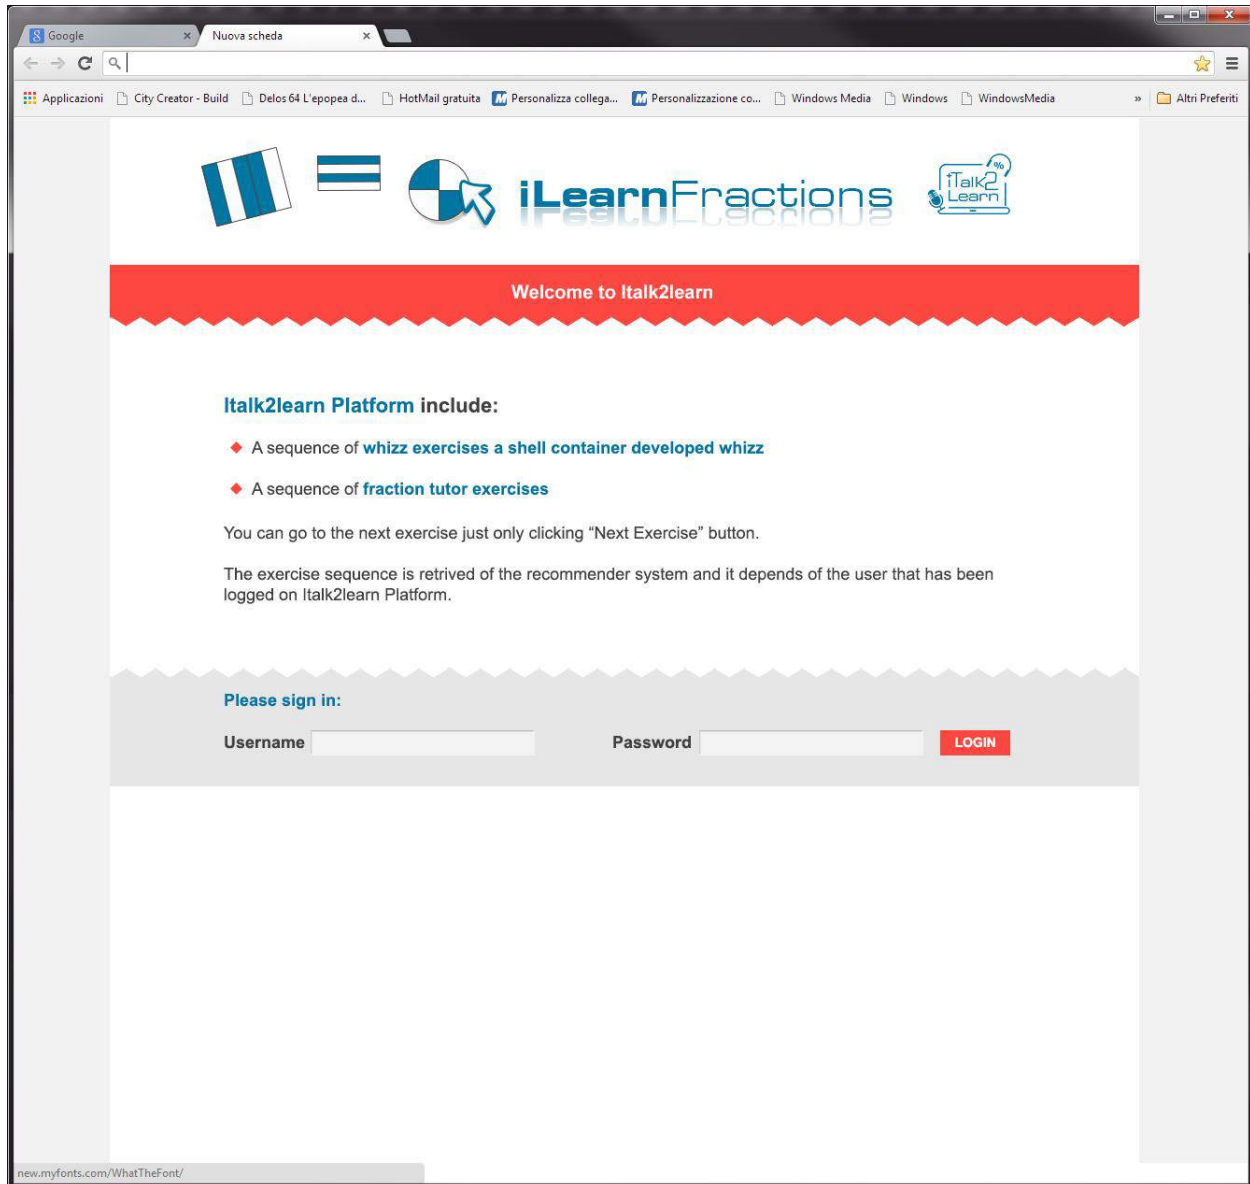 Google
Nuova scheda
Applicazioni City Creator - Build Delos 64 L'epopea d... HotMail gratuita Personalizza collega... Personalizzazione co... Windows Media Windows WindowsMedia » Altri Preferiti
iLearnFractions
iTalk2Learn
%
Welcome to Italk2learn
Italk2learn Platform include:
A sequence of whizz exercises a shell container developed whizz
A sequence of fraction tutor exercises
You can go to the next exercise just only clicking “Next Exercise” button.
The exercise sequence is retrived of the recommender system and it depends of the user that has been
logged on Italk2learn Platform.
Please sign in:
Username Password LOGIN
new.myfonts.com/WhatTheFont/